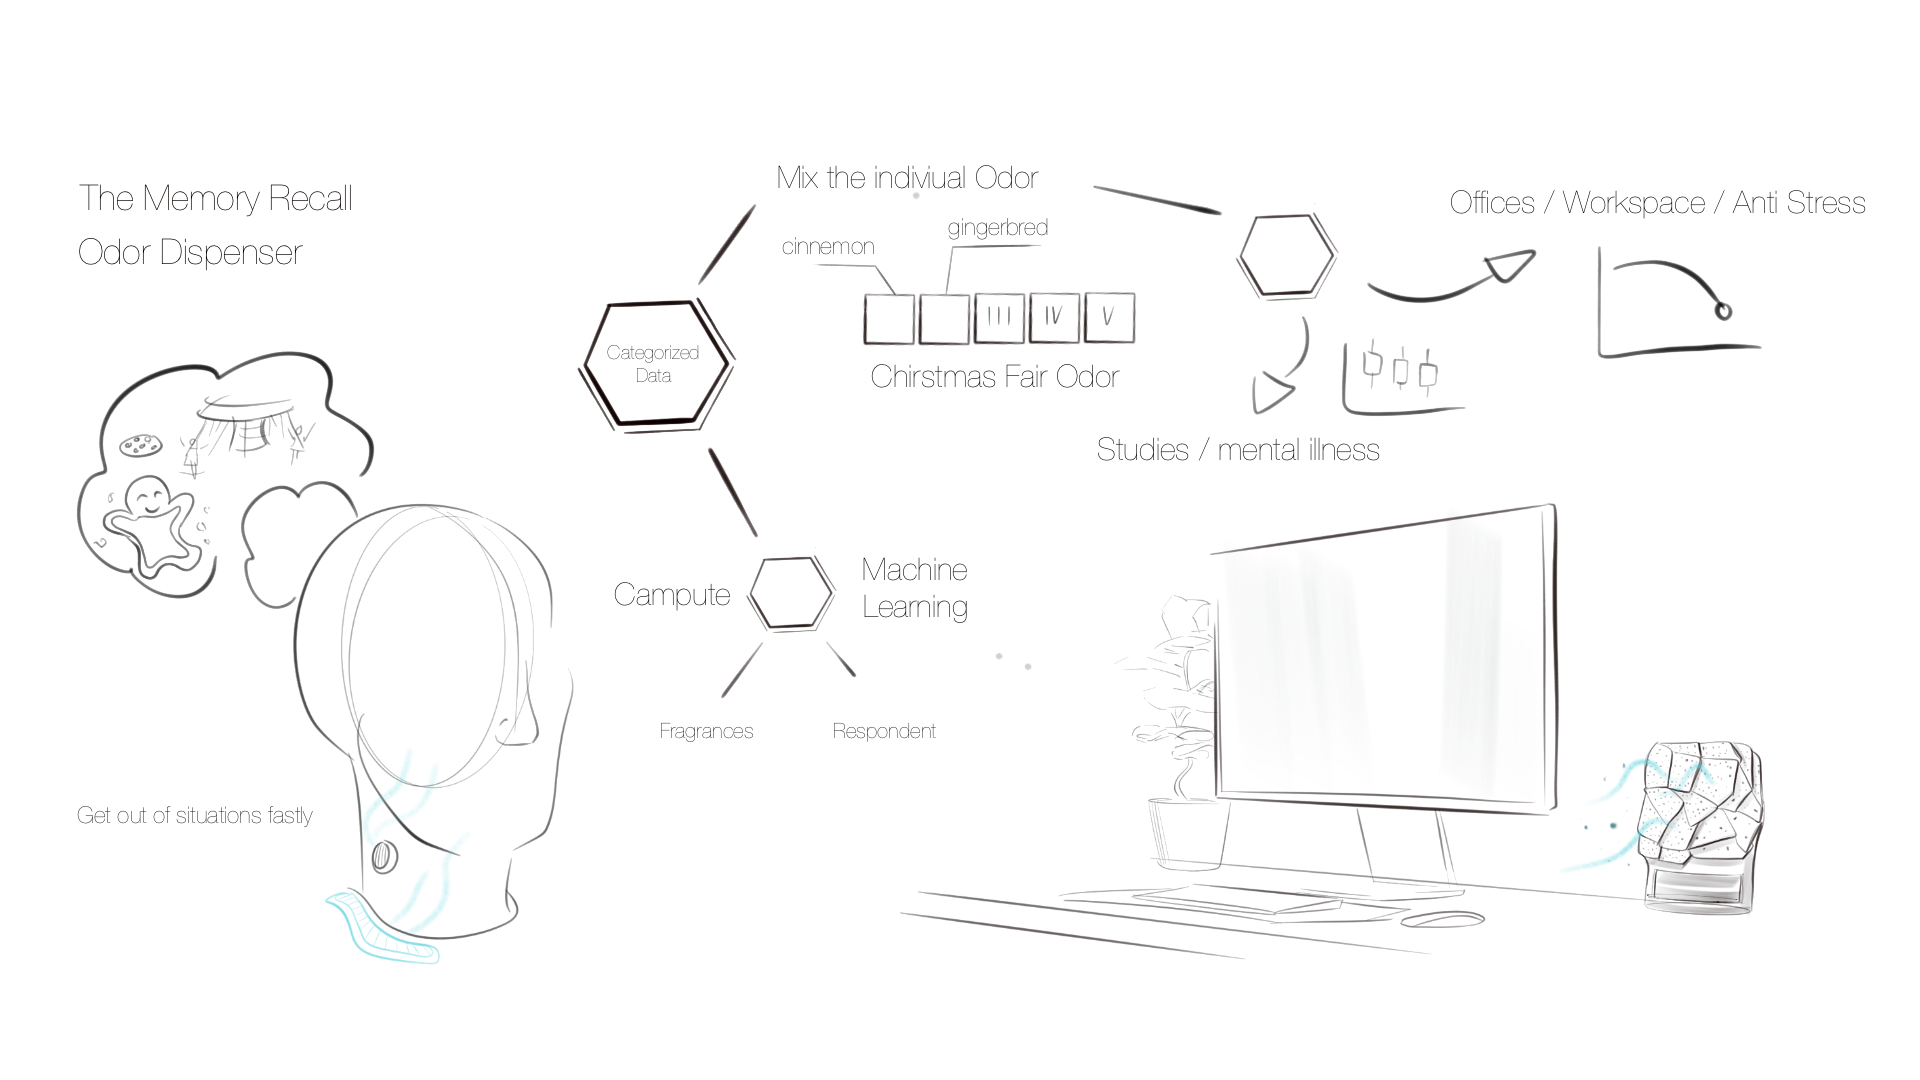 The Memory Recall
Odor Dispenser
Get out of situations fastly
Categorized
Data
Mix the indiviual Odor
cinnemon
gingerbred
III IV V
Chirstmas Fair Odor
Campute
Machine
Learning
Fragrances
Respondent
Offices / Workspace / Anti Stress
Studies / mental illness